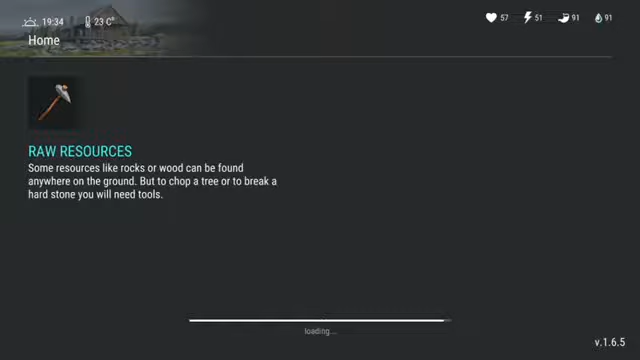 19:34 23 C° 57 51 91 91
Home
RAW RESOURCES
Some resources like rocks or wood can be found
anywhere on the ground. But to chop a tree or to break a
hard stone you will need tools.
loading....
v.1.6.5